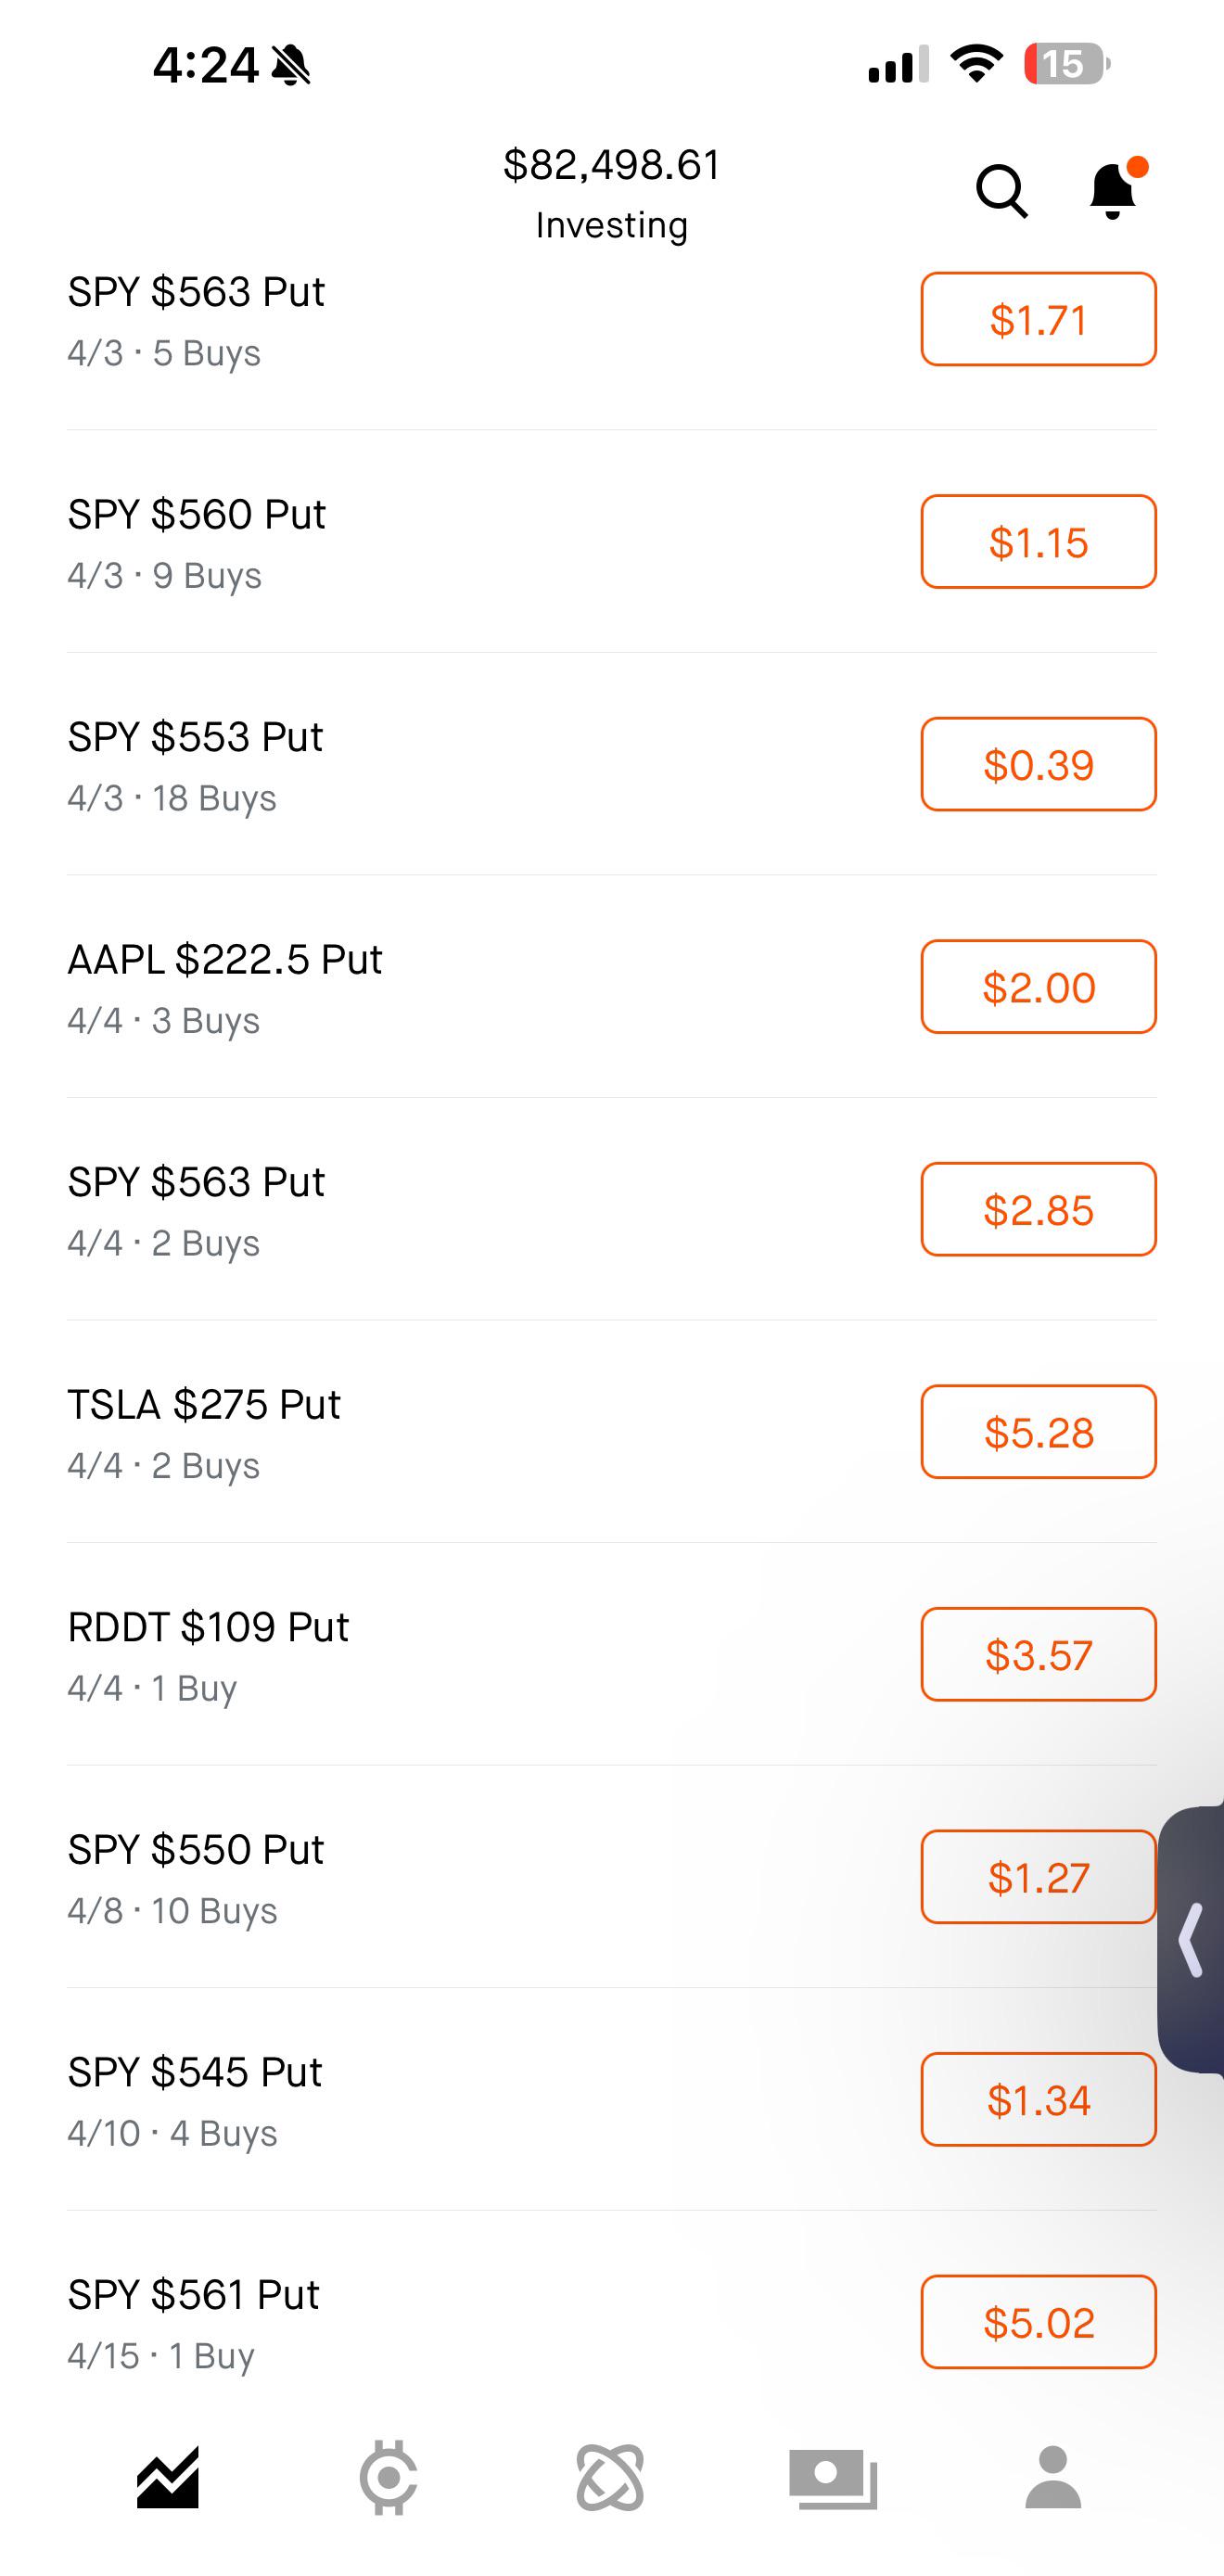 4:24
15
$82,498.61
Investing
SPY $563 Put
4/3 · 5 Buys
$1.71
SPY $560 Put
4/3 · 9 Buys
$1.15
SPY $553 Put
4/3 · 18 Buys
$0.39
AAPL $222.5 Put
4/4 · 3 Buys
$2.00
SPY $563 Put
4/4 · 2 Buys
$2.85
TSLA $275 Put
4/4 · 2 Buys
$5.28
RDDT $109 Put
4/4 · 1 Buy
$3.57
SPY $550 Put
4/8 · 10 Buys
$1.27
SPY $545 Put
4/10 · 4 Buys
$1.34
SPY $561 Put
4/15 · 1 Buy
$5.02